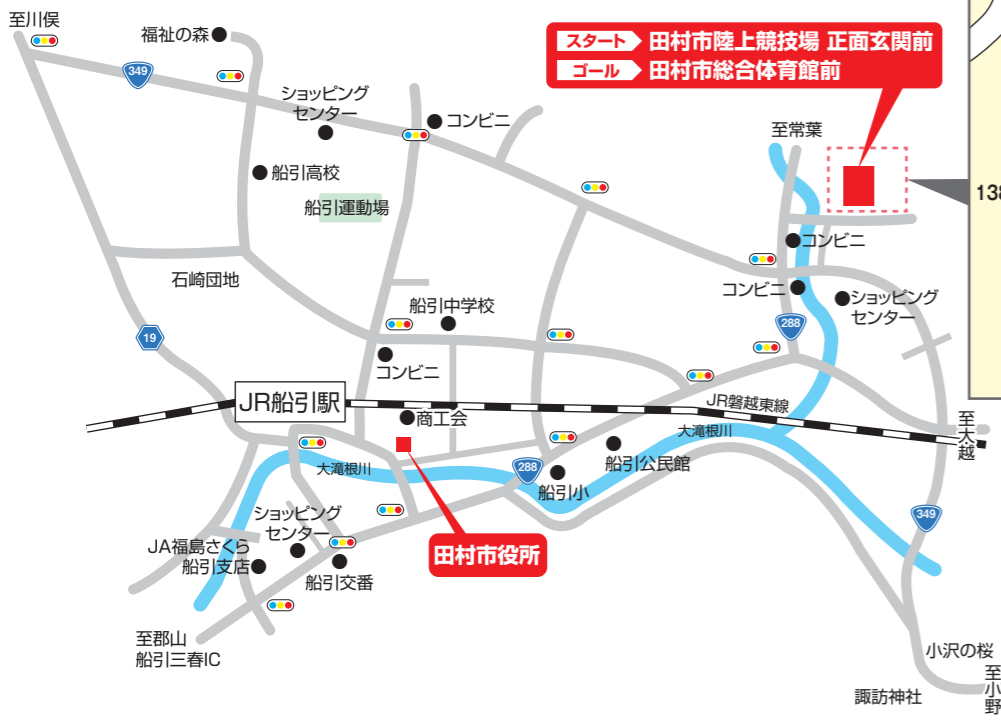 至川俣
福祉の森
349
ショッピング
センター
コンビニ
スタート 田村市陸上競技場 正面玄関前
ゴール 田村市総合体育館前
至常葉
船引高校
船引運動場
138
コンビニ
石崎団地
コンビニ
ショッピング
センター
船引中学校
288
19
コンビニ
JR船引駅
JR磐越東線
商工会
至大越
大滝根川
大滝根川
288
船引小
船引公民館
349
ショッピング
センター
田村市役所
JA福島さくら
船引支店
船引交番
至郡山
船引三春IC
小沢の桜
至小野
諏訪神社